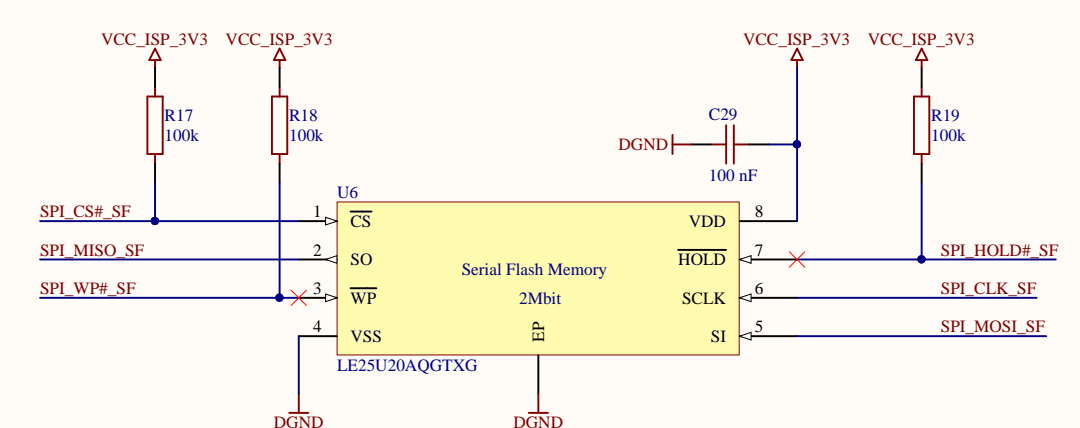 VCC_ISP_3V3 VCC_ISP_3V3 VCC_ISP_3V3 VCC_ISP_3V3
R17 R18 C29 R19
100k 100k DGND 100k
100 nF
U6
SPI_CS#_SF 1 CS VDD 8
SPI_MISO_SF 2 SO HOLD 7 SPI_HOLD#_SF
Serial Flash Memory
SPI_WP#_SF 3 WP 2Mbit SCLK 6 SPI_CLK_SF
4 VSS EP SI 5 SPI_MOSI_SF
LE25U20AQGTXG
DGND DGND